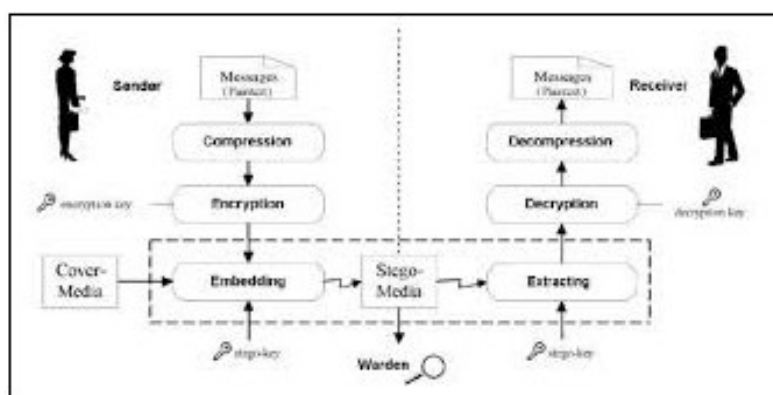 Sender
Messages
(Plaintext)
Compression
encryption key
Encryption
Cover-
Media
Embedding
stego-key
Stego-
Media
Warden
Messages
(Plaintext)
Receiver
Decompression
Decryption
decryption key
Extracting
stego-key